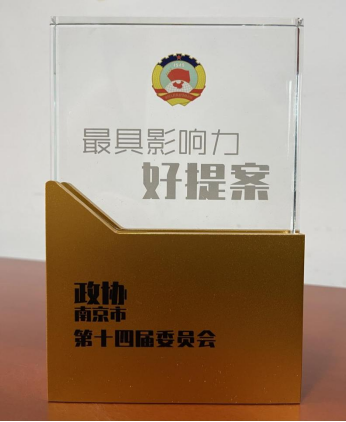 最具影响力
好提案
政协
南京市
第十四届委员会